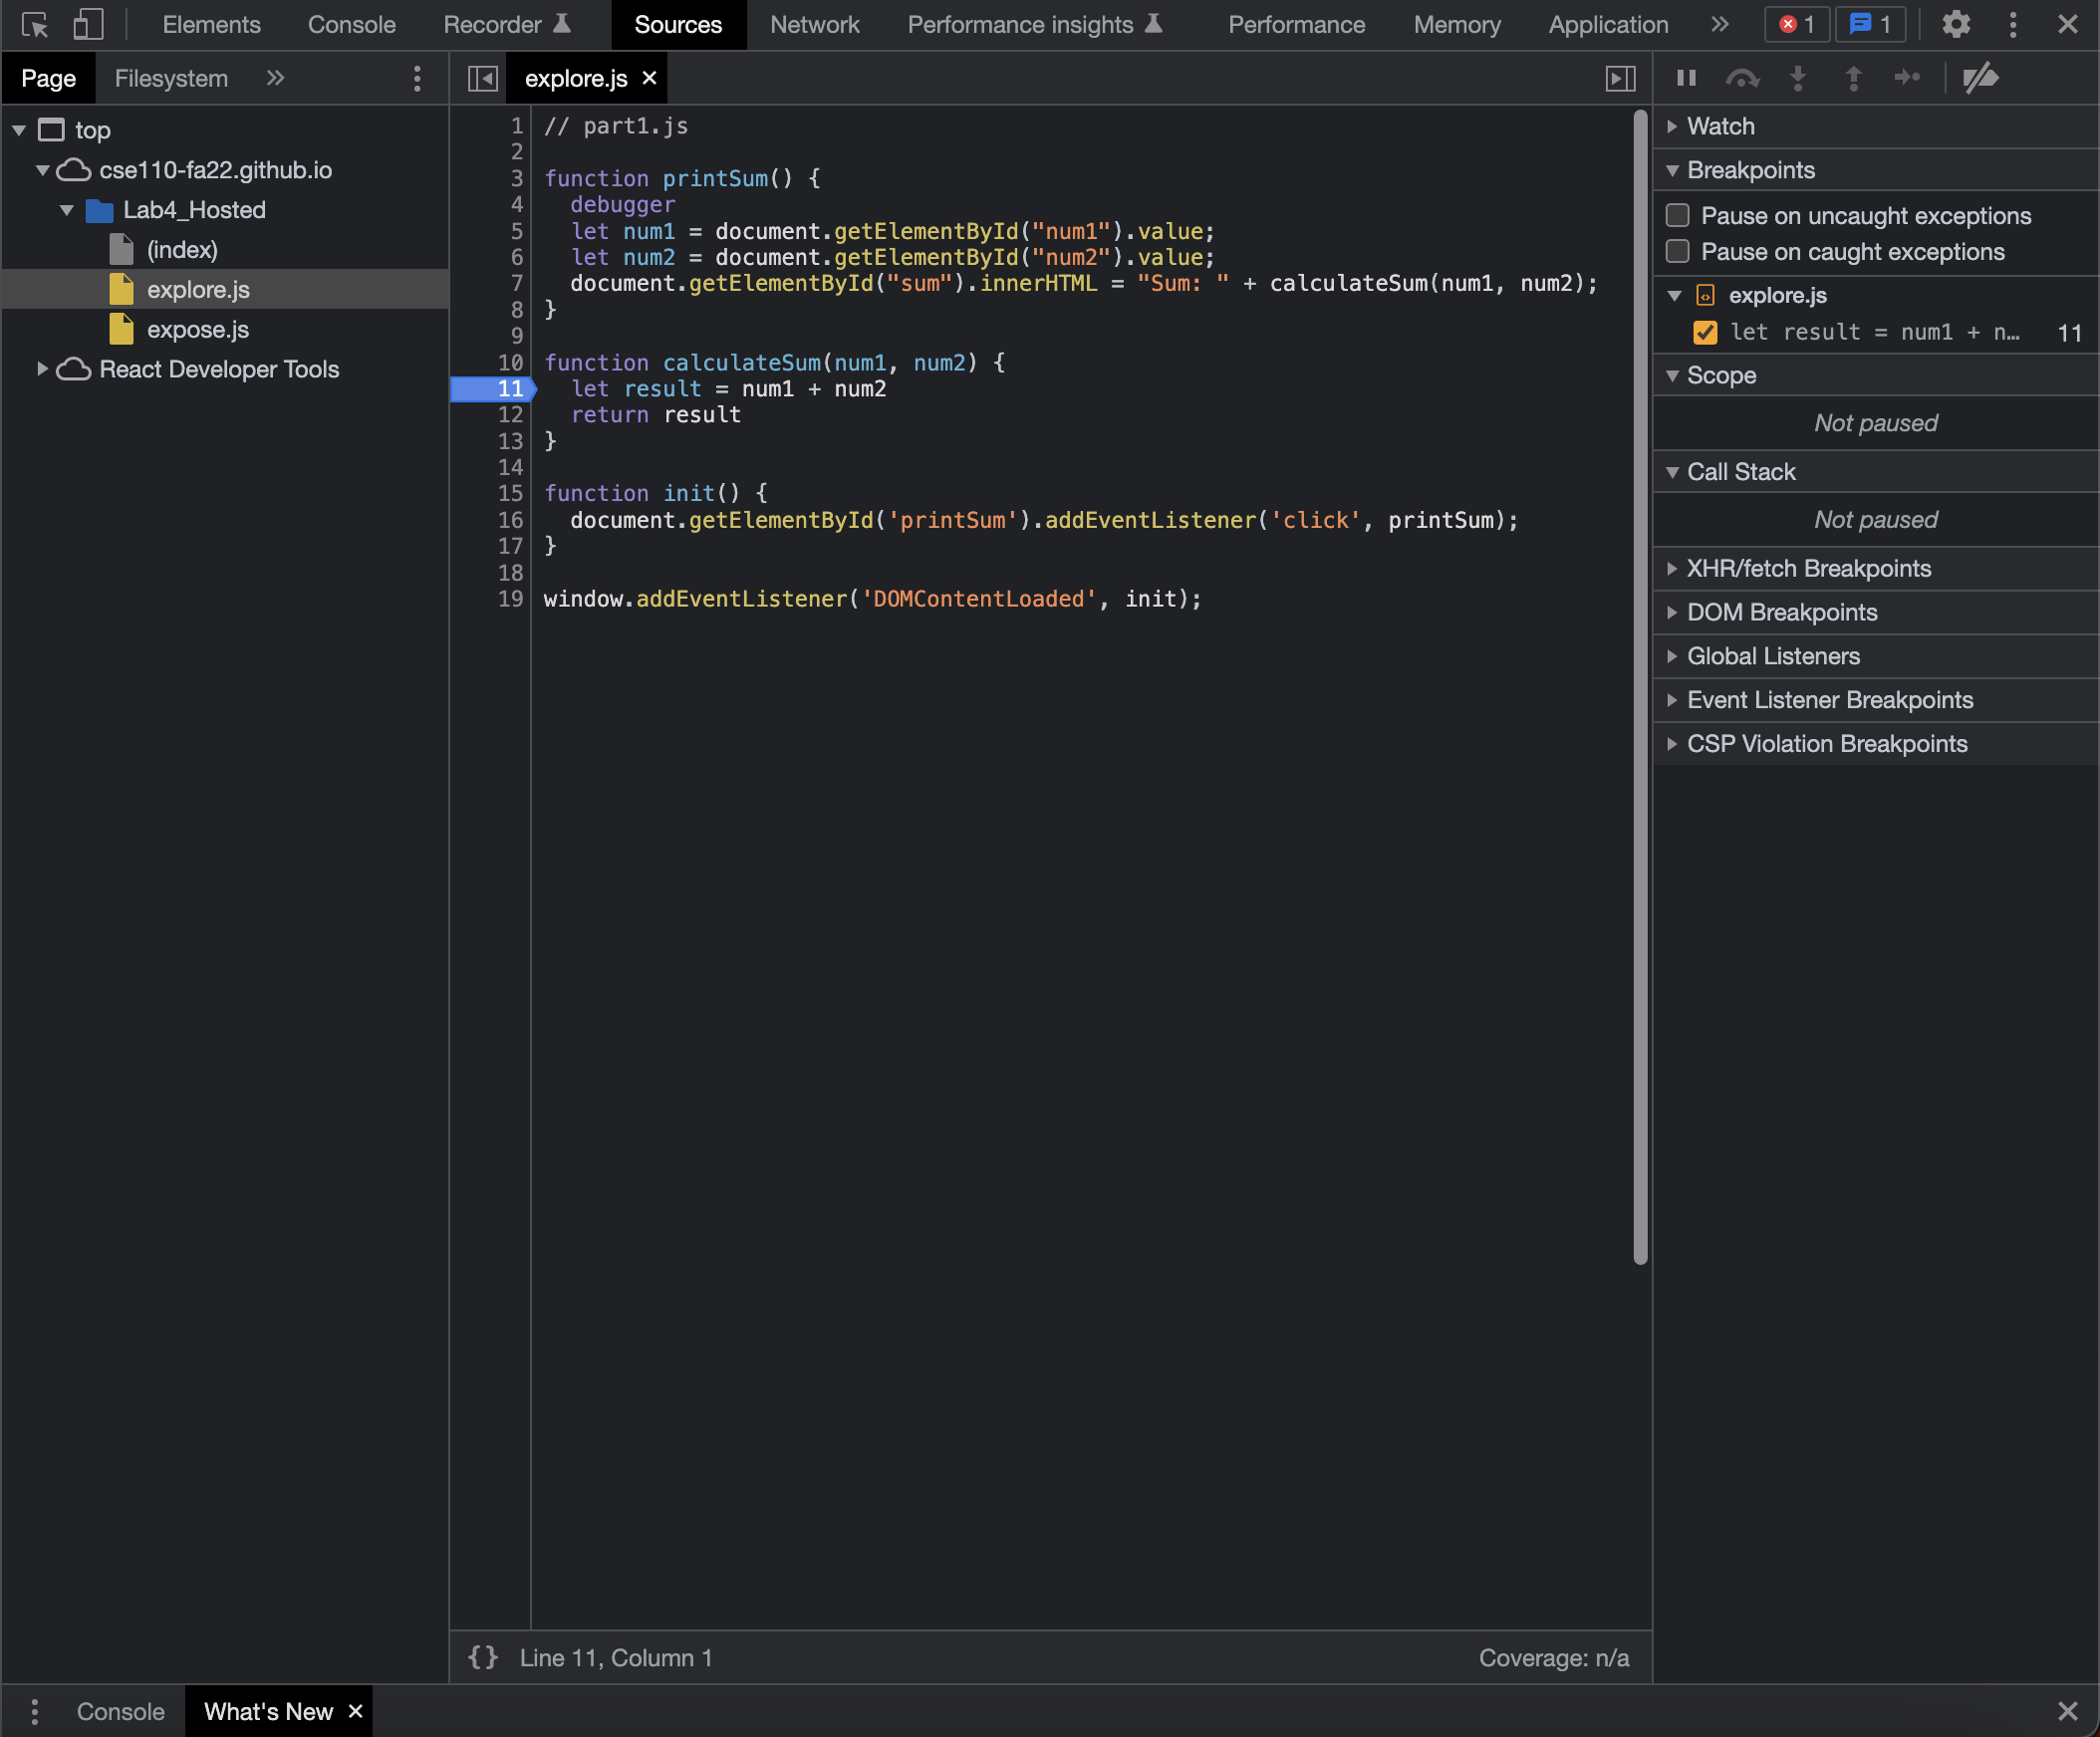 Elements Console Recorder Sources Network Performance insights Performance Memory Application » 1 1
Page Filesystem »
explore.js ×
top
cse110-fa22.github.io
Lab4_Hosted
(index)
explore.js
expose.js
React Developer Tools
1 // part1.js
2
3 function printSum() {
4   debugger
5   let num1 = document.getElementById("num1").value;
6   let num2 = document.getElementById("num2").value;
7   document.getElementById("sum").innerHTML = "Sum: " + calculateSum(num1, num2);
8 }
9
10 function calculateSum(num1, num2) {
11   let result = num1 + num2
12   return result
13 }
14
15 function init() {
16   document.getElementById('printSum').addEventListener('click', printSum);
17 }
18
19 window.addEventListener('DOMContentLoaded', init);
Watch
Breakpoints
Pause on uncaught exceptions
Pause on caught exceptions
explore.js
let result = num1 + n… 11
Scope
Not paused
Call Stack
Not paused
XHR/fetch Breakpoints
DOM Breakpoints
Global Listeners
Event Listener Breakpoints
CSP Violation Breakpoints
{} Line 11, Column 1 Coverage: n/a
Console What's New ×